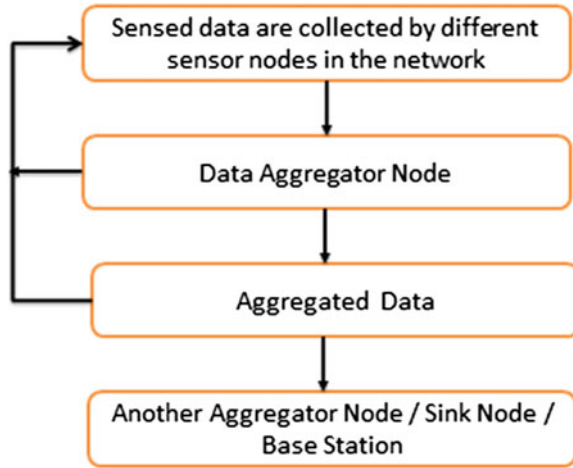 Sensed data are collected by different
sensor nodes in the network
Data Aggregator Node
Aggregated Data
Another Aggregator Node / Sink Node /
Base Station